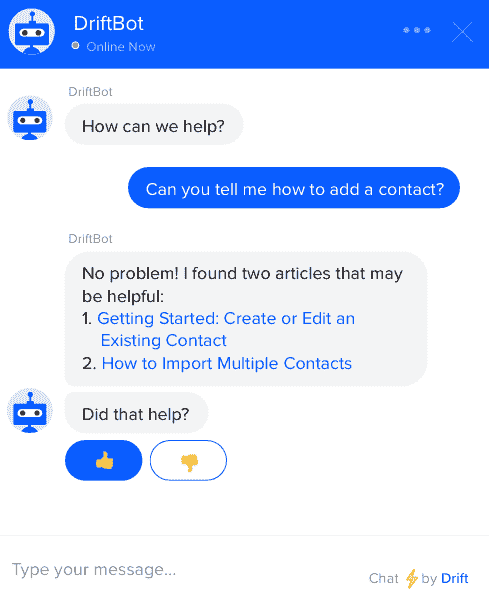 DriftBot
Online Now
DriftBot
How can we help?
Can you tell me how to add a contact?
DriftBot
No problem! I found two articles that may
be helpful:
1. Getting Started: Create or Edit an
Existing Contact
2. How to Import Multiple Contacts
Did that help?
Type your message...
Chat ⚡ by Drift